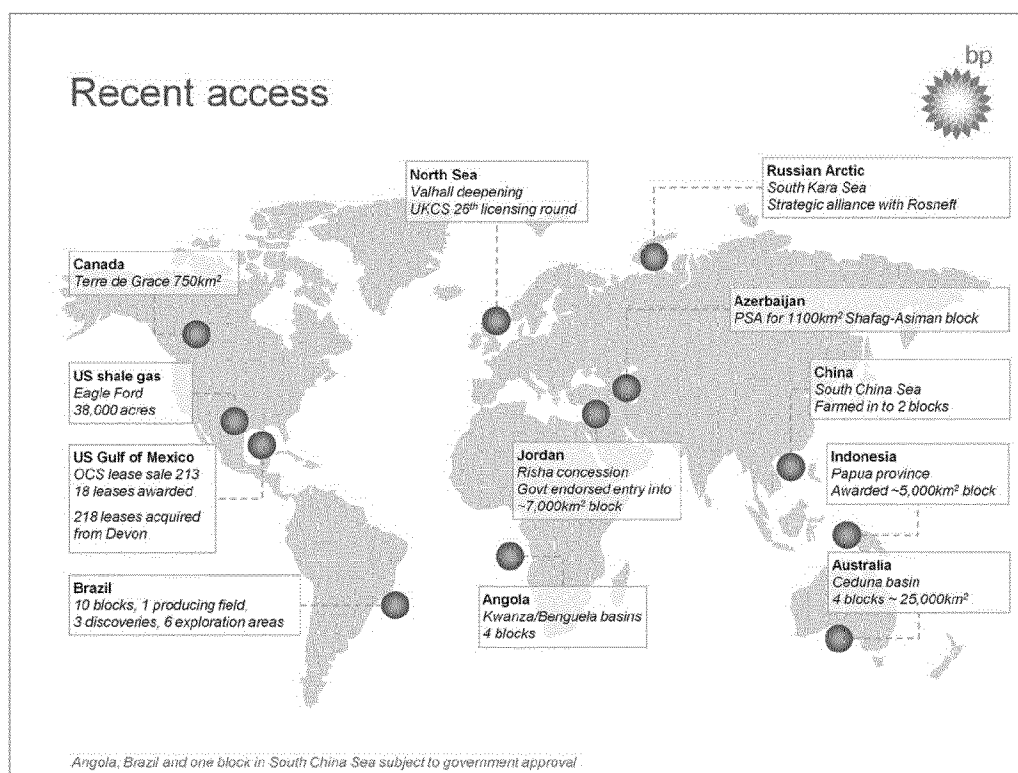 bp
Recent access
North Sea
Valhall deepening
UKCS 26th licensing round
Russian Arctic
South Kara Sea
Strategic alliance with Rosneft
Canada
Terre de Grace 750km²
Azerbaijan
PSA for 1100km² Shafag-Asiman block
US shale gas
Eagle Ford
38,000 acres
China
South China Sea
Farmed in to 2 blocks
US Gulf of Mexico
OCS lease sale 213
18 leases awarded
218 leases acquired
from Devon
Jordan
Risha concession
Govt endorsed entry into
~7,000km² block
Indonesia
Papua province
Awarded ~5,000km² block
Brazil
10 blocks, 1 producing field,
3 discoveries, 6 exploration areas
Angola
Kwanza/Benguela basins
4 blocks
Australia
Ceduna basin
4 blocks ~ 25,000km²
Angola, Brazil and one block in South China Sea subject to government approval